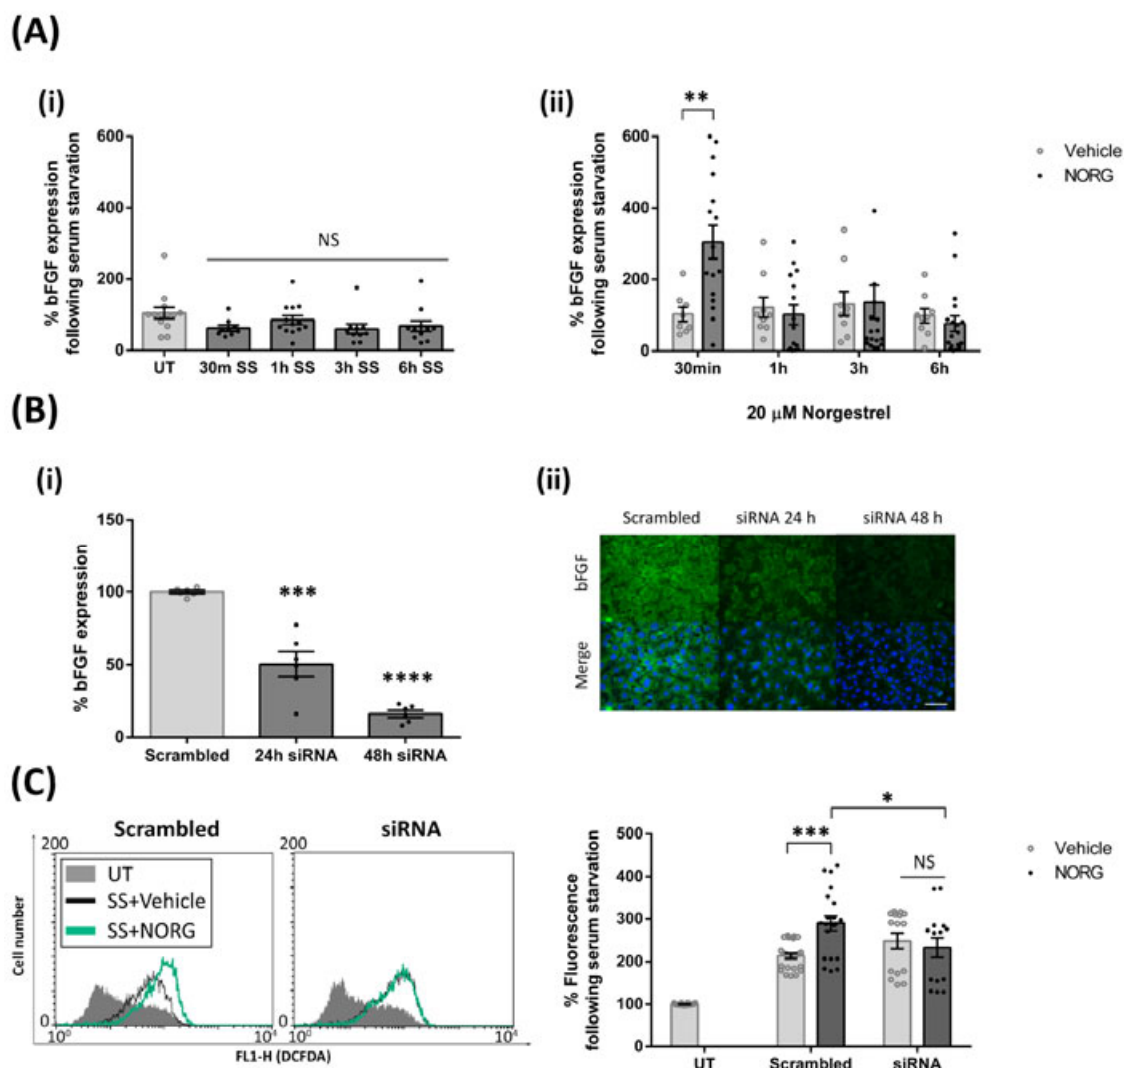 (A)
(i)
% bFGF expression
following serum starvation
600
400
200
0
NS
UT 30m SS 1h SS 3h SS 6h SS
(ii)
% bFGF expression
following serum starvation
600
400
200
0
**
30min 1h 3h 6h
20 μM Norgestrel
Vehicle
NORG
(B)
(i)
% bFGF expression
150
100
50
0
***
****
Scrambled 24h siRNA 48h siRNA
(ii)
Scrambled siRNA 24 h siRNA 48 h
bFGF
Merge
(C)
Scrambled siRNA
Cell number
200
0
UT
SS+Vehicle
SS+NORG
10⁰ 10⁴
200
0
10⁰ 10⁴
FL1-H (DCFDA)
% Fluorescence
following serum starvation
500
400
300
200
100
0
***
*
NS
UT Scrambled siRNA
Vehicle
NORG